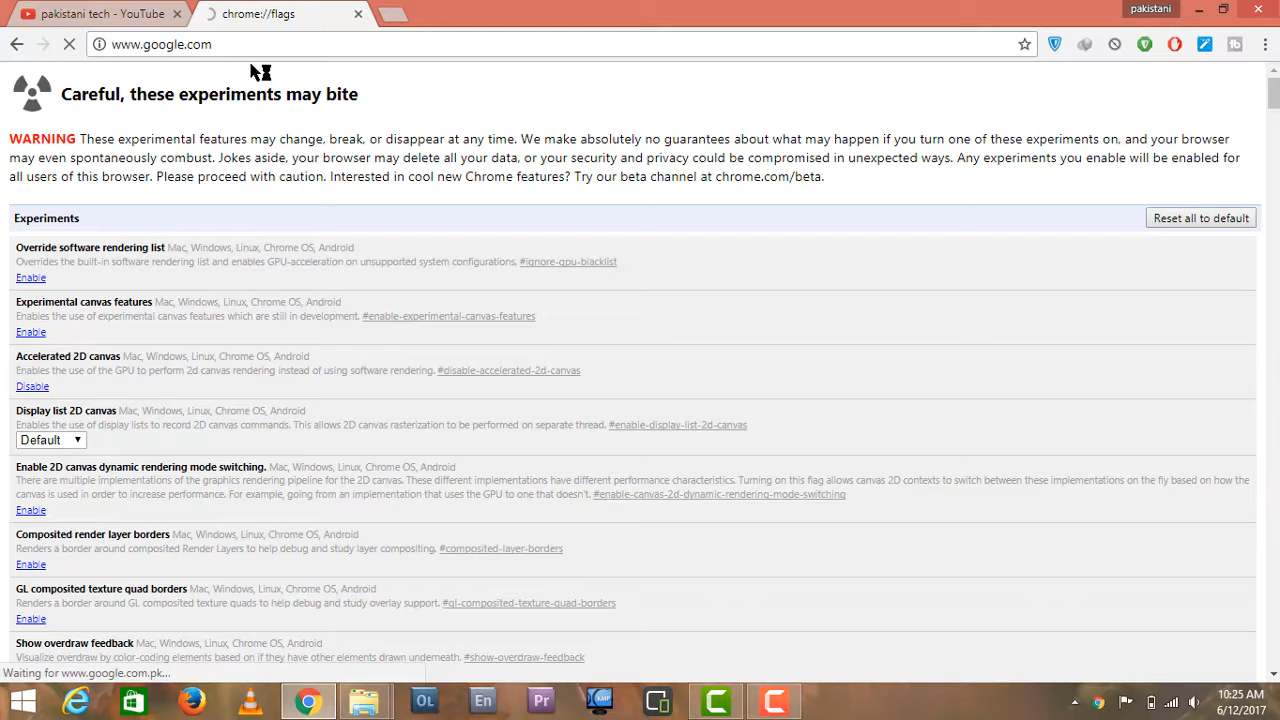 pakistani tech - YouTube
chrome://flags
pakistani
www.google.com
Careful, these experiments may bite
WARNING These experimental features may change, break, or disappear at any time. We make absolutely no guarantees about what may happen if you turn one of these experiments on, and your browser
may even spontaneously combust. Jokes aside, your browser may delete all your data, or your security and privacy could be compromised in unexpected ways. Any experiments you enable will be enabled for
all users of this browser. Please proceed with caution. Interested in cool new Chrome features? Try our beta channel at chrome.com/beta.
Experiments
Reset all to default
Override software rendering list Mac, Windows, Linux, Chrome OS, Android
Overrides the built-in software rendering list and enables GPU-acceleration on unsupported system configurations. #ignore-gpu-blacklist
Enable
Experimental canvas features Mac, Windows, Linux, Chrome OS, Android
Enables the use of experimental canvas features which are still in development. #enable-experimental-canvas-features
Enable
Accelerated 2D canvas Mac, Windows, Linux, Chrome OS, Android
Enables the use of the GPU to perform 2d canvas rendering instead of using software rendering. #disable-accelerated-2d-canvas
Disable
Display list 2D canvas Mac, Windows, Linux, Chrome OS, Android
Enables the use of display lists to record 2D canvas commands. This allows 2D canvas rasterization to be performed on separate thread. #enable-display-list-2d-canvas
Default
Enable 2D canvas dynamic rendering mode switching. Mac, Windows, Linux, Chrome OS, Android
There are multiple implementations of the graphics rendering pipeline for the 2D canvas. These different implementations have different performance characteristics. Turning on this flag allows canvas 2D contexts to switch between these implementations on the fly based on how the
canvas is used in order to increase performance. For example, going from an implementation that uses the GPU to one that doesn't. #enable-canvas-2d-dynamic-rendering-mode-switching
Enable
Composited render layer borders Mac, Windows, Linux, Chrome OS, Android
Renders a border around composited Render Layers to help debug and study layer compositing. #composited-layer-borders
Enable
GL composited texture quad borders Mac, Windows, Linux, Chrome OS, Android
Renders a border around GL composited texture quads to help debug and study overlay support. #gl-composited-texture-quad-borders
Enable
Show overdraw feedback Mac, Windows, Linux, Chrome OS, Android
Visualize overdraw by color-coding elements based on if they have other elements drawn underneath. #show-overdraw-feedback
Waiting for www.google.com.pk...
OL
En
Pr
KMP
10:25 AM
6/12/2017